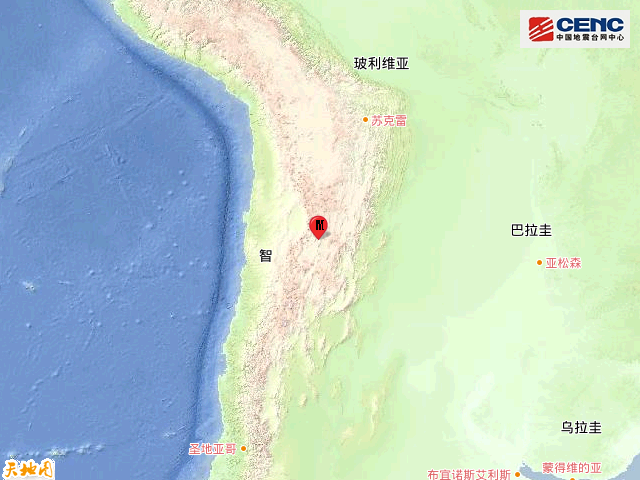 CENC
中国地震台网中心
玻利维亚
苏克雷
M
巴拉圭
智
亚松森
乌拉圭
圣地亚哥
天地图
布宜诺斯艾利斯
蒙得维的亚